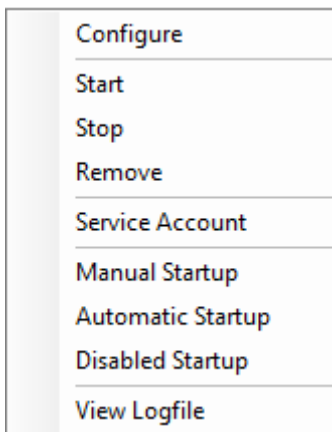 Configure
Start
Stop
Remove
Service Account
Manual Startup
Automatic Startup
Disabled Startup
View Logfile